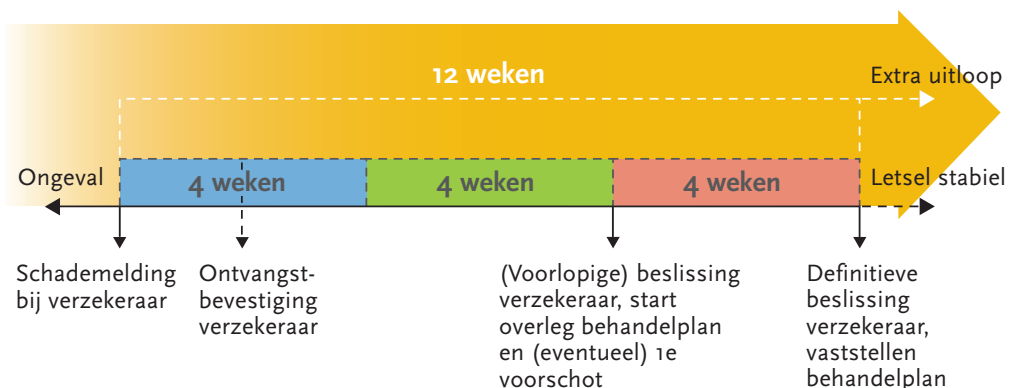 12 weken
Extra uitloop
Ongeval
4 weken
4 weken
4 weken
Letsel stabiel
Schademelding
bij verzekeraar
Ontvangst-
bevestiging
verzekeraar
(Voorlopige) beslissing
verzekeraar, start
overleg behandelplan
en (eventueel) 1e
voorschot
Definitieve
beslissing
verzekeraar,
vaststellen
behandelplan